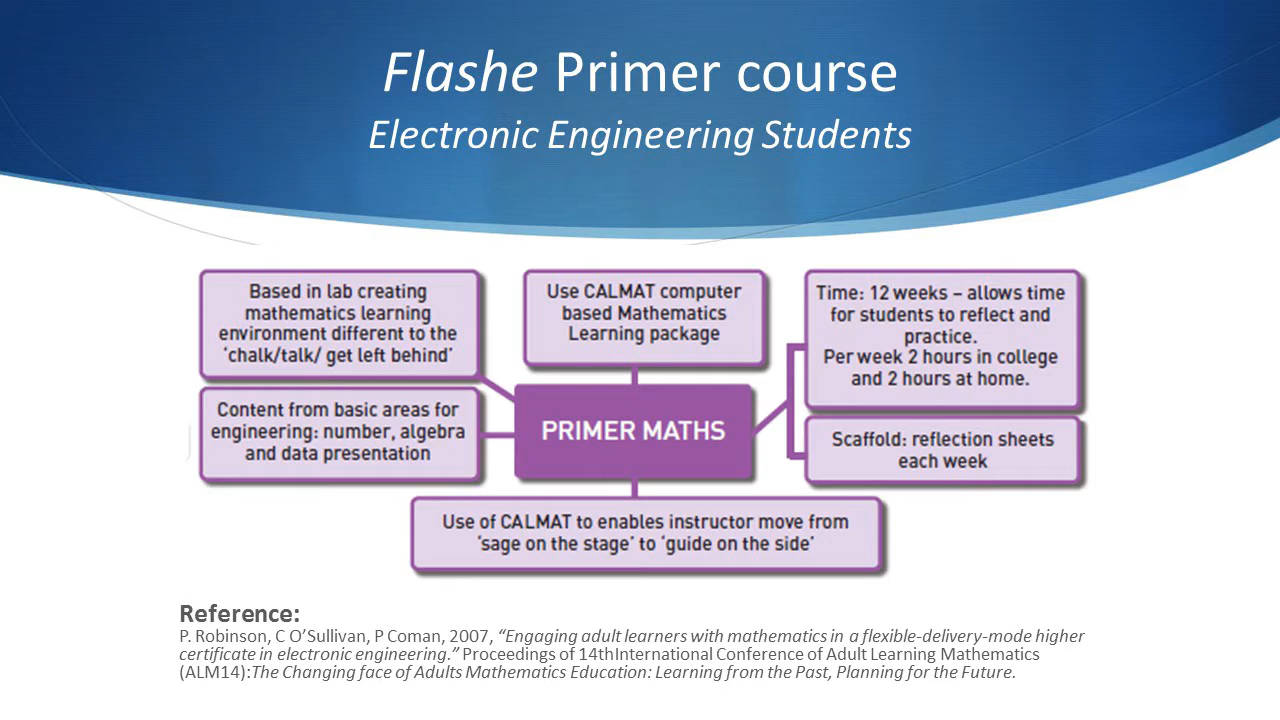 Flashe Primer course
Electronic Engineering Students
Based in lab creating
mathematics learning
environment different to the
‘chalk/talk/ get left behind’
Use CALMAT computer
based Mathematics
Learning package
Time: 12 weeks – allows time
for students to reflect and
practice.
Per week 2 hours in college
and 2 hours at home.
Content from basic areas for
engineering: number, algebra
and data presentation
PRIMER MATHS
Scaffold: reflection sheets
each week
Use of CALMAT to enables instructor move from
‘sage on the stage’ to ‘guide on the side’
Reference:
P. Robinson, C O’Sullivan, P Coman, 2007, “Engaging adult learners with mathematics in a flexible-delivery-mode higher
certificate in electronic engineering.” Proceedings of 14thInternational Conference of Adult Learning Mathematics
(ALM14):The Changing face of Adults Mathematics Education: Learning from the Past, Planning for the Future.